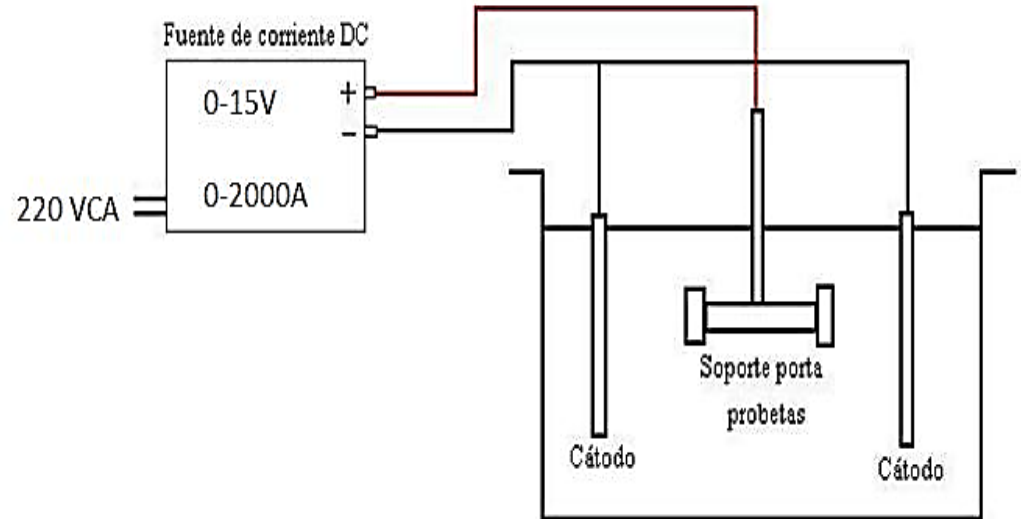 Fuente de corriente DC
0-15V
+
−
0-2000A
220 VCA
Soporte porta
probetas
Cátodo
Cátodo